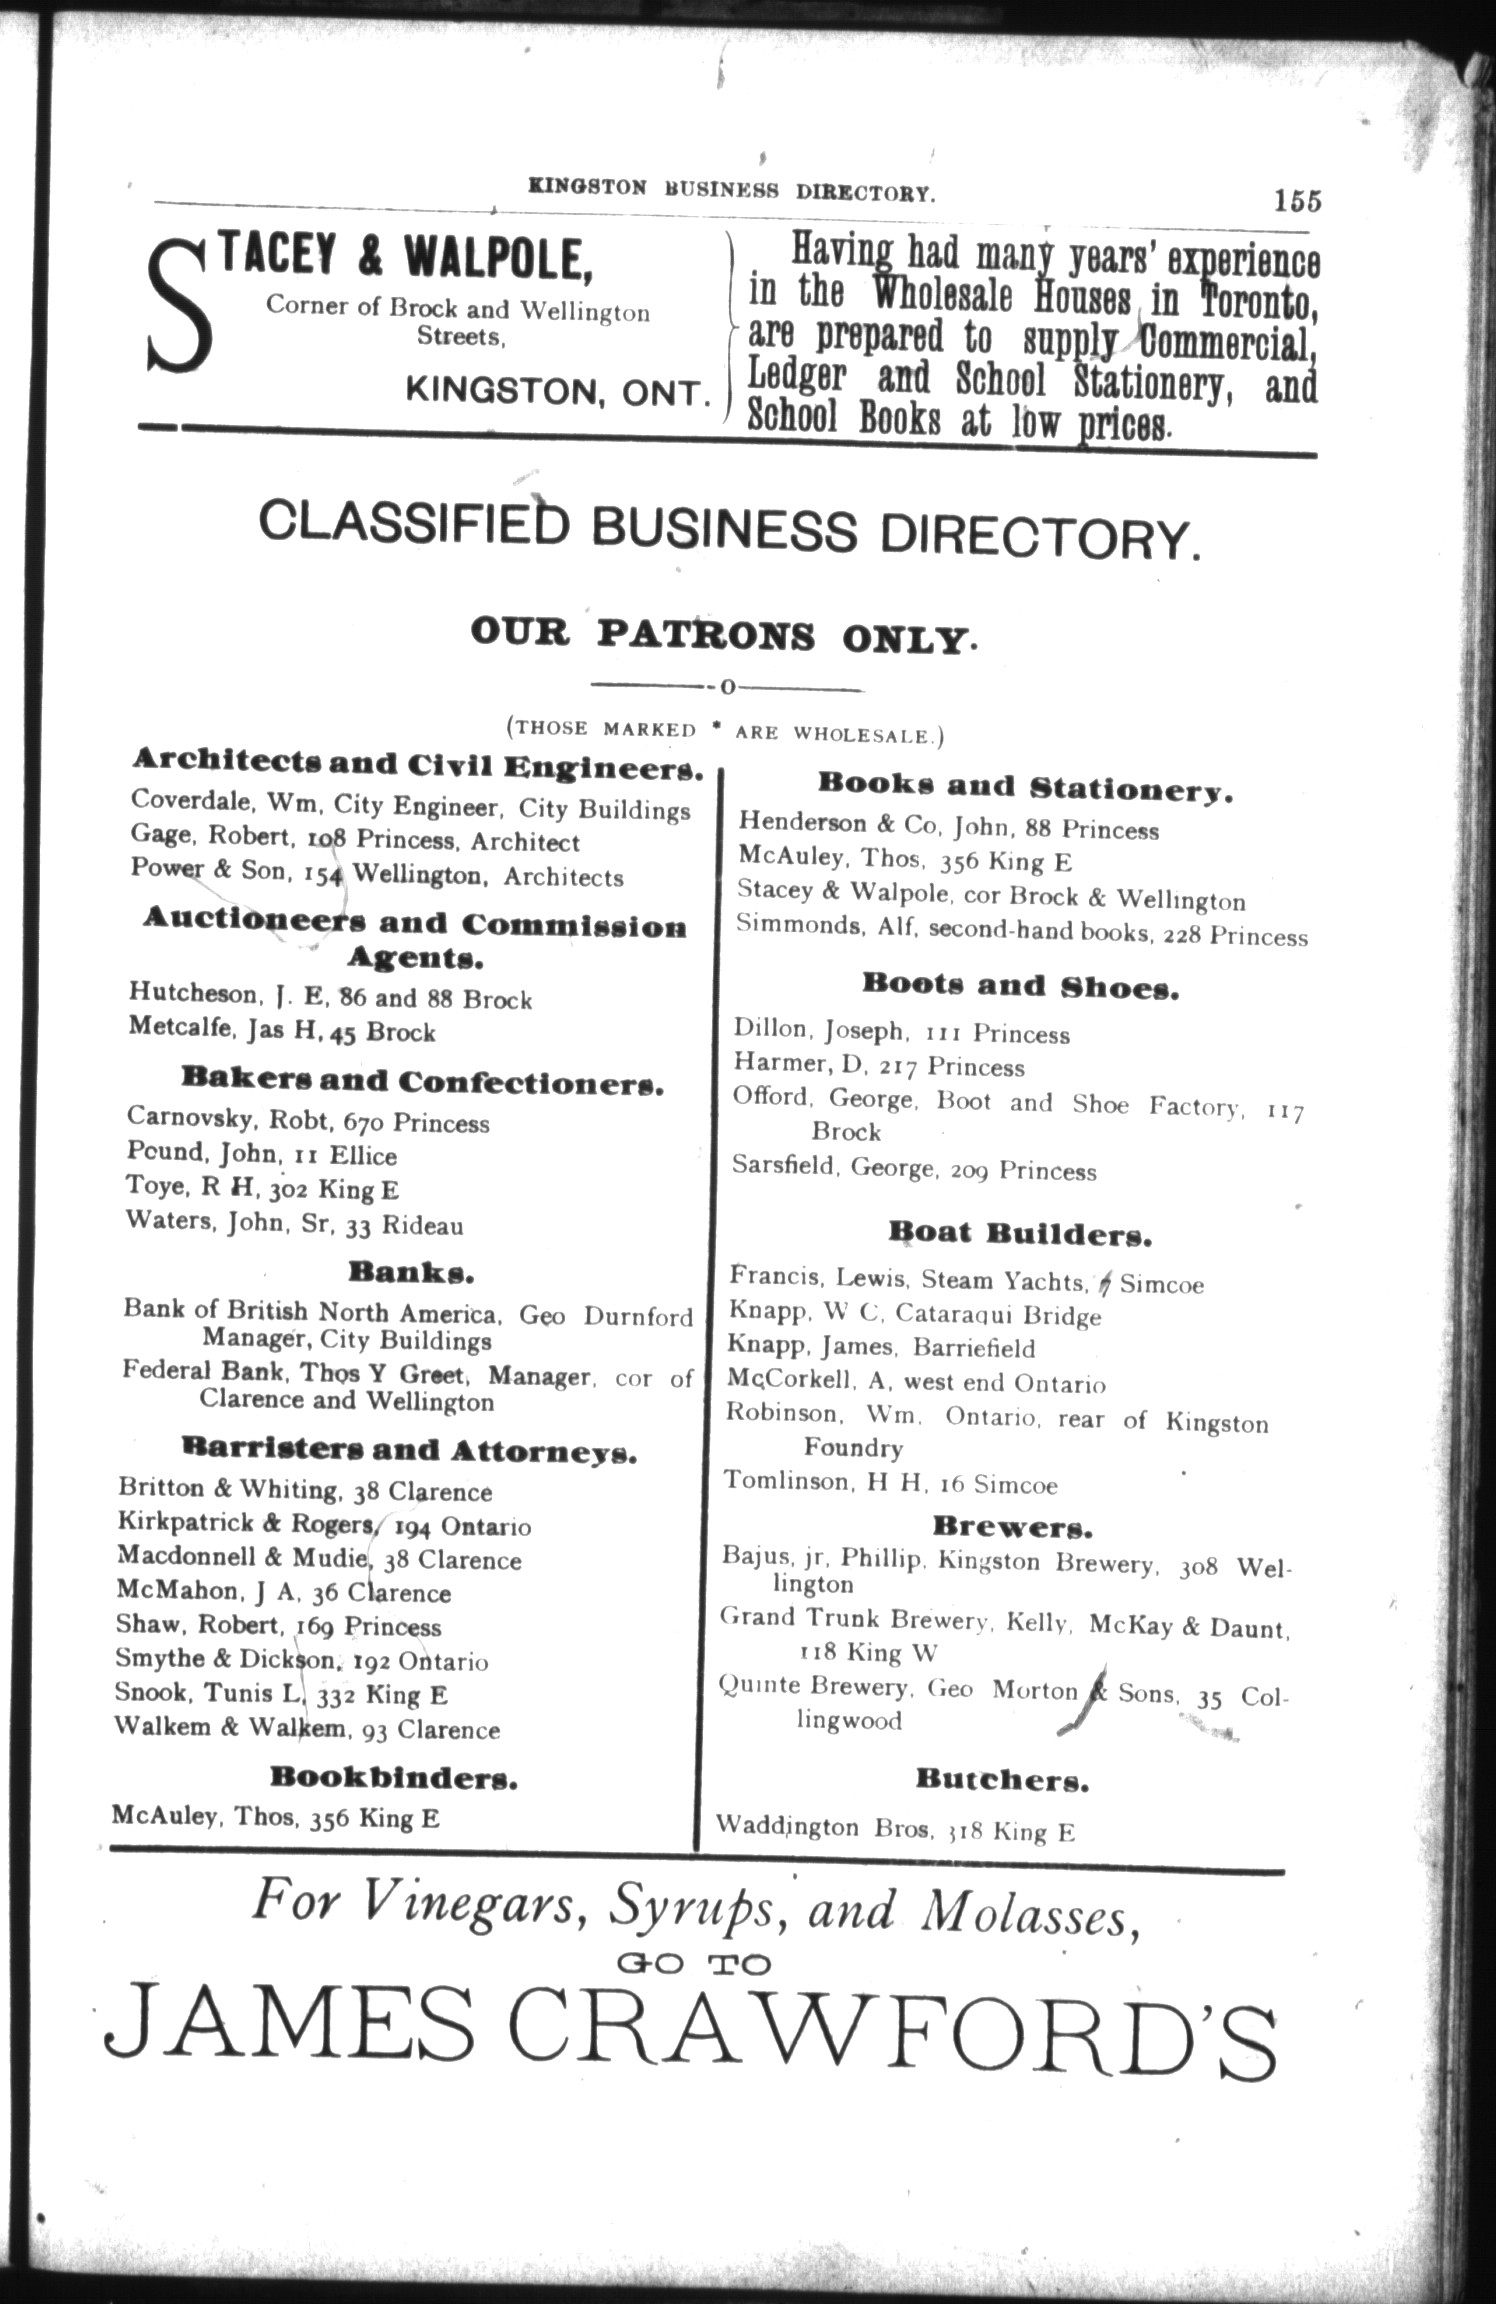 KINGSTON BUSINESS DIRECTORY. 155
STACEY & WALPOLE,
Corner of Brock and Wellington
Streets,
KINGSTON, ONT.
Having had many years' experience
in the Wholesale Houses in Toronto,
are prepared to supply Commercial,
Ledger and School Stationery, and
School Books at low prices.
CLASSIFIED BUSINESS DIRECTORY.
OUR PATRONS ONLY.
o
(THOSE MARKED * ARE WHOLESALE.)
Architects and Civil Engineers.
Coverdale, Wm, City Engineer, City Buildings
Gage, Robert, 108 Princess, Architect
Power & Son, 154 Wellington, Architects
Auctioneers and Commission
Agents.
Hutcheson, J. E, 86 and 88 Brock
Metcalfe, Jas H, 45 Brock
Bakers and Confectioners.
Carnovsky, Robt, 670 Princess
Pound, John, 11 Ellice
Toye, R H, 302 King E
Waters, John, Sr, 33 Rideau
Banks.
Bank of British North America, Geo Durnford
Manager, City Buildings
Federal Bank, Thos Y Greet, Manager, cor of
Clarence and Wellington
Barristers and Attorneys.
Britton & Whiting, 38 Clarence
Kirkpatrick & Rogers, 194 Ontario
Macdonnell & Mudie, 38 Clarence
McMahon, J A, 36 Clarence
Shaw, Robert, 169 Princess
Smythe & Dickson, 192 Ontario
Snook, Tunis L, 332 King E
Walkem & Walkem, 93 Clarence
Bookbinders.
McAuley, Thos, 356 King E
Books and Stationery.
Henderson & Co, John, 88 Princess
McAuley, Thos, 356 King E
Stacey & Walpole, cor Brock & Wellington
Simmonds, Alf, second-hand books, 228 Princess
Boots and Shoes.
Dillon, Joseph, 111 Princess
Harmer, D, 217 Princess
Offord, George, Boot and Shoe Factory, 117
Brock
Sarsfield, George, 209 Princess
Boat Builders.
Francis, Lewis, Steam Yachts, Simcoe
Knapp, W C, Cataraqui Bridge
Knapp, James, Barriefield
McCorkell, A, west end Ontario
Robinson, Wm, Ontario, rear of Kingston
Foundry
Tomlinson, H H, 16 Simcoe
Brewers.
Bajus, jr, Phillip, Kingston Brewery, 308 Wel-
lington
Grand Trunk Brewery, Kelly, McKay & Daunt,
118 King W
Quinte Brewery, Geo Morton & Sons, 35 Col-
lingwood
Butchers.
Waddington Bros, 318 King E
For Vinegars, Syrups, and Molasses,
GO TO
JAMES CRAWFORD'S